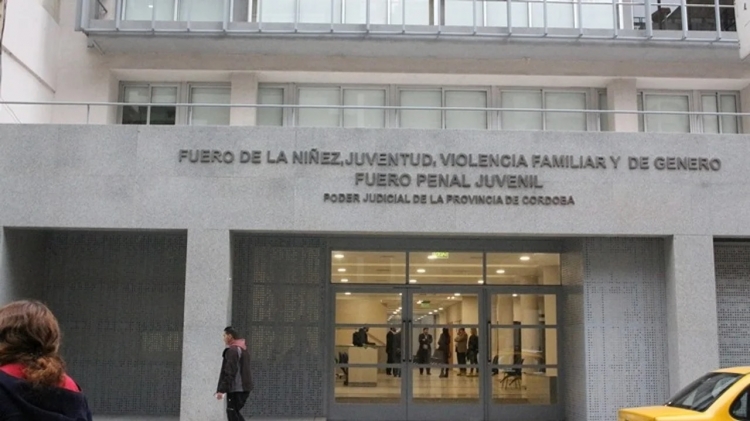 FUERO DE LA NIÑEZ,JUVENTUD, VIOLENCIA FAMILIAR Y DE GENERO
FUERO PENAL JUVENIL
PODER JUDICIAL DE LA PROVINCIA DE CORDOBA